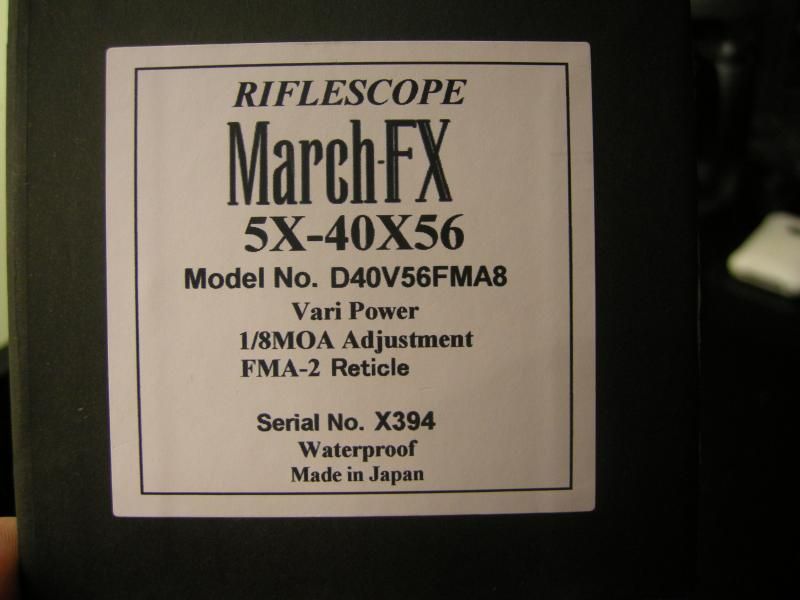 RIFLESCOPE
March-FX
5X-40X56
Model No. D40V56FMA8
Vari Power
1/8MOA Adjustment
FMA-2 Reticle
Serial No. X394
Waterproof
Made in Japan